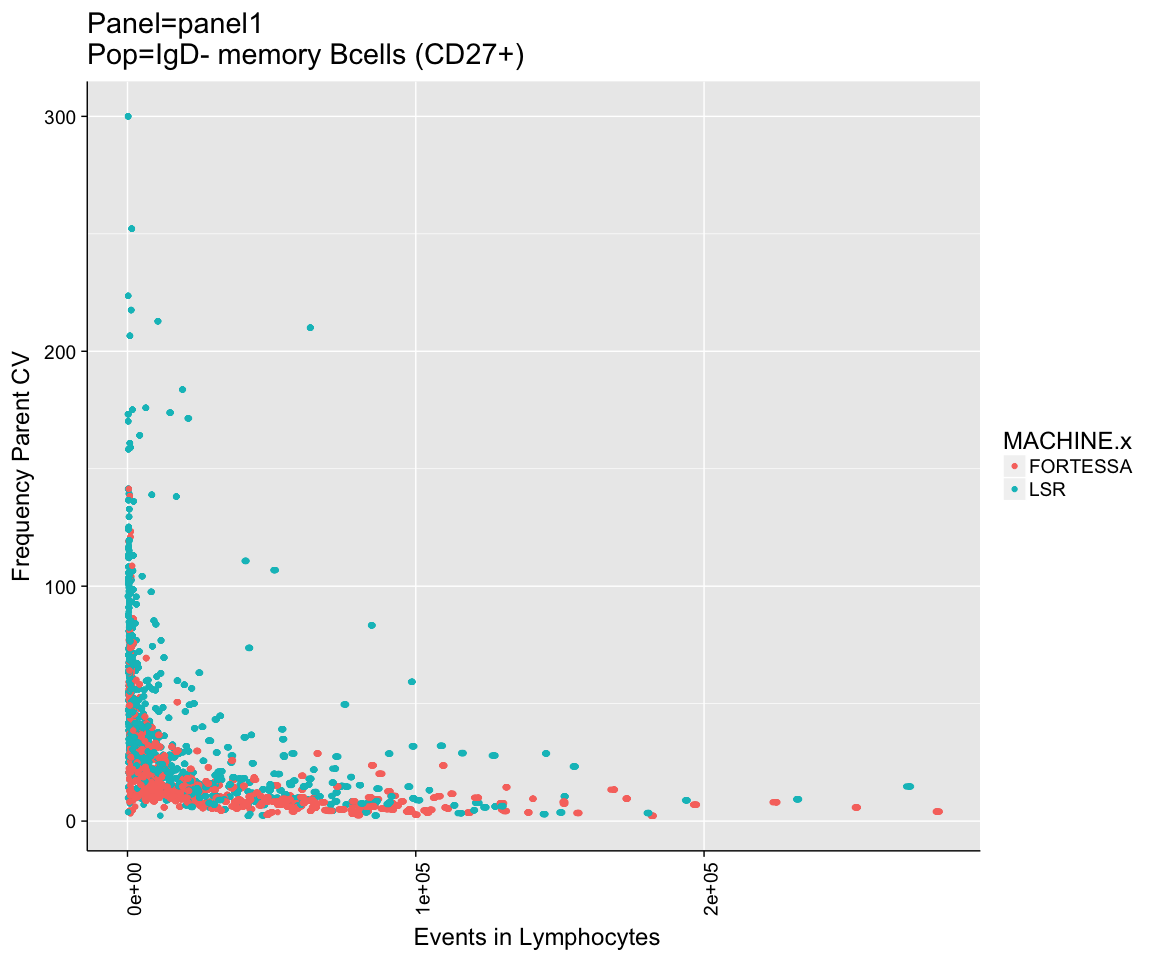 Panel=panel1
Pop=IgD- memory Bcells (CD27+)
300
200
100
0
Frequency Parent CV
0e+00
1e+05
2e+05
Events in Lymphocytes
MACHINE.x
FORTESSA
LSR